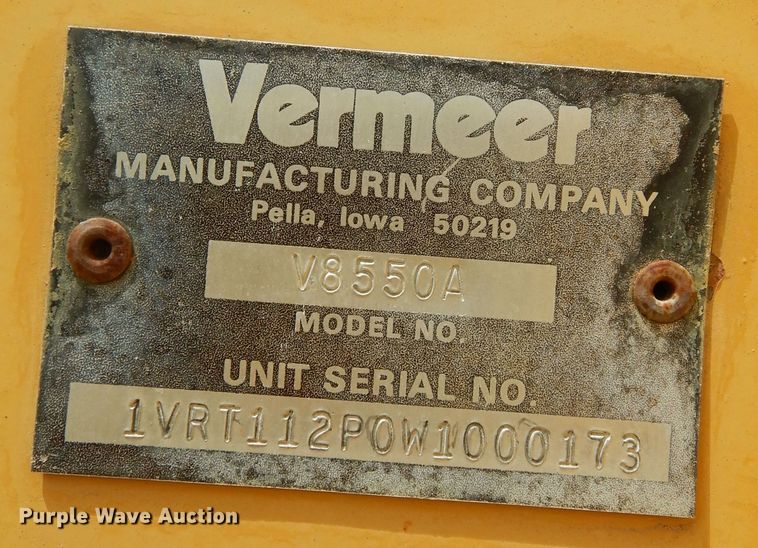 Vermeer
MANUFACTURING COMPANY
Pella, Iowa 50219
V8550A
MODEL NO.
UNIT SERIAL NO.
1VRT112P0W1000173
Purple Wave Auction